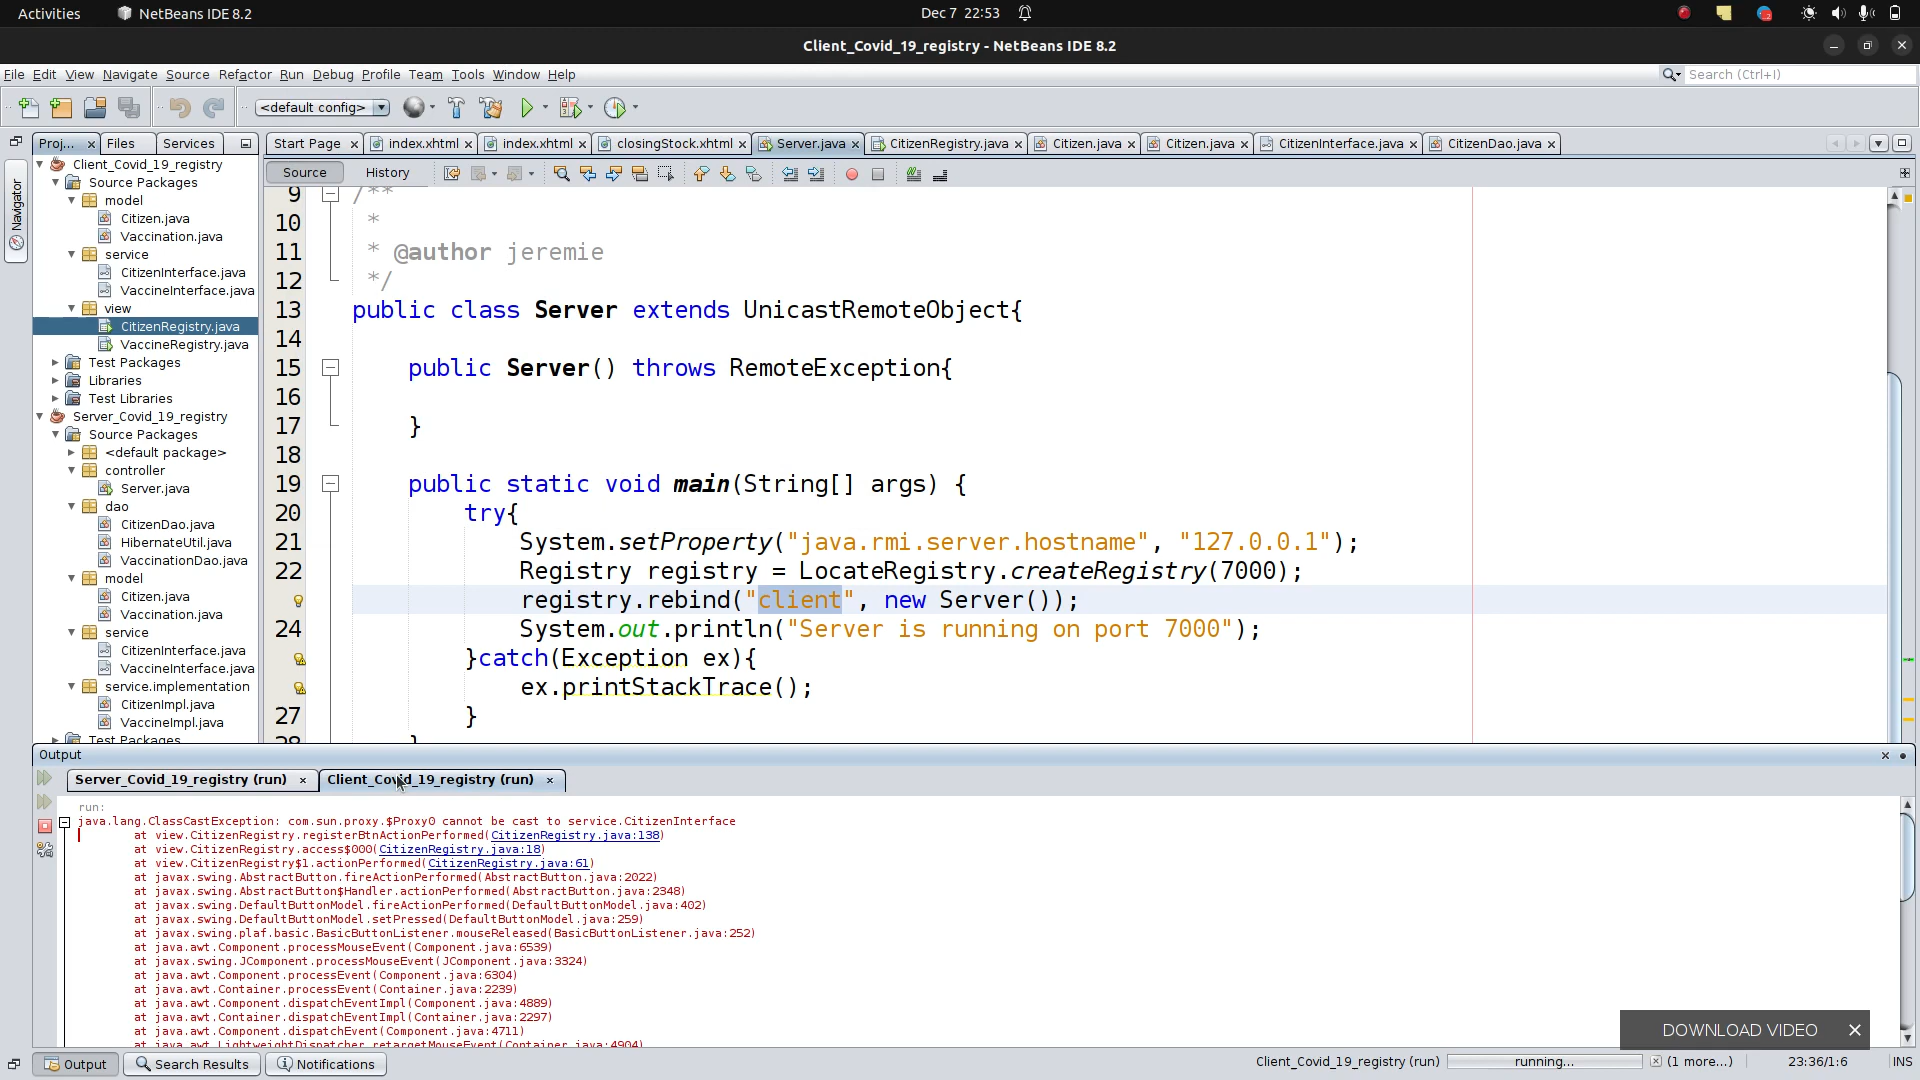 Activities NetBeans IDE 8.2 Dec 7 22:53
Client_Covid_19_registry - NetBeans IDE 8.2
File Edit View Navigate Source Refactor Run Debug Profile Team Tools Window Help Search (Ctrl+I)
<default config>
Proj... Files Services Start Page index.xhtml index.xhtml closingStock.xhtml Server.java CitizenRegistry.java Citizen.java Citizen.java CitizenInterface.java CitizenDao.java
Source History
Navigator
Client_Covid_19_registry
Source Packages
model
Citizen.java
Vaccination.java
service
CitizenInterface.java
VaccineInterface.java
view
CitizenRegistry.java
VaccineRegistry.java
Test Packages
Libraries
Test Libraries
Server_Covid_19_registry
Source Packages
<default package>
controller
Server.java
dao
CitizenDao.java
HibernateUtil.java
VaccinationDao.java
model
Citizen.java
Vaccination.java
service
CitizenInterface.java
VaccineInterface.java
service.implementation
CitizenImpl.java
VaccineImpl.java
Test Packages
9 /**
10 *
11 * @author jeremie
12 */
13 public class Server extends UnicastRemoteObject{
14
15 public Server() throws RemoteException{
16
17 }
18
19 public static void main(String[] args) {
20 try{
21 System.setProperty("java.rmi.server.hostname", "127.0.0.1");
22 Registry registry = LocateRegistry.createRegistry(7000);
registry.rebind("client", new Server());
24 System.out.println("Server is running on port 7000");
}catch(Exception ex){
ex.printStackTrace();
27 }
28 }
Output
Server_Covid_19_registry (run) Client_Covid_19_registry (run)
run:
java.lang.ClassCastException: com.sun.proxy.$Proxy0 cannot be cast to service.CitizenInterface
at view.CitizenRegistry.registerBtnActionPerformed(CitizenRegistry.java:138)
at view.CitizenRegistry.access$000(CitizenRegistry.java:18)
at view.CitizenRegistry$1.actionPerformed(CitizenRegistry.java:61)
at javax.swing.AbstractButton.fireActionPerformed(AbstractButton.java:2022)
at javax.swing.AbstractButton$Handler.actionPerformed(AbstractButton.java:2348)
at javax.swing.DefaultButtonModel.fireActionPerformed(DefaultButtonModel.java:402)
at javax.swing.DefaultButtonModel.setPressed(DefaultButtonModel.java:259)
at javax.swing.plaf.basic.BasicButtonListener.mouseReleased(BasicButtonListener.java:252)
at java.awt.Component.processMouseEvent(Component.java:6539)
at javax.swing.JComponent.processMouseEvent(JComponent.java:3324)
at java.awt.Component.processEvent(Component.java:6304)
at java.awt.Container.processEvent(Container.java:2239)
at java.awt.Component.dispatchEventImpl(Component.java:4889)
at java.awt.Container.dispatchEventImpl(Container.java:2297)
at java.awt.Component.dispatchEvent(Component.java:4711)
at java.awt.LightweightDispatcher.retargetMouseEvent(Container.java:4904)
DOWNLOAD VIDEO
Output Search Results Notifications Client_Covid_19_registry (run) running... (1 more...) 23:36/1:6 INS